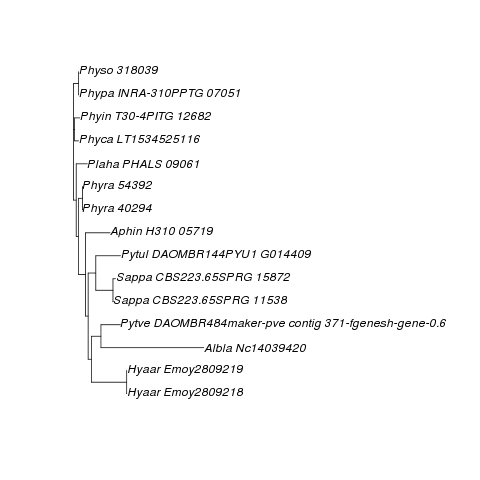 Physo 318039
Phypa INRA-310PPTG 07051
Phyin T30-4PITG 12682
Phyca LT1534525116
Plaha PHALS 09061
Phyra 54392
Phyra 40294
Aphin H310 05719
Pytul DAOMBR144PYU1 G014409
Sappa CBS223.65SPRG 15872
Sappa CBS223.65SPRG 11538
Pytve DAOMBR484maker-pve contig 371-fgenesh-gene-0.6
Albla Nc14039420
Hyaar Emoy2809219
Hyaar Emoy2809218